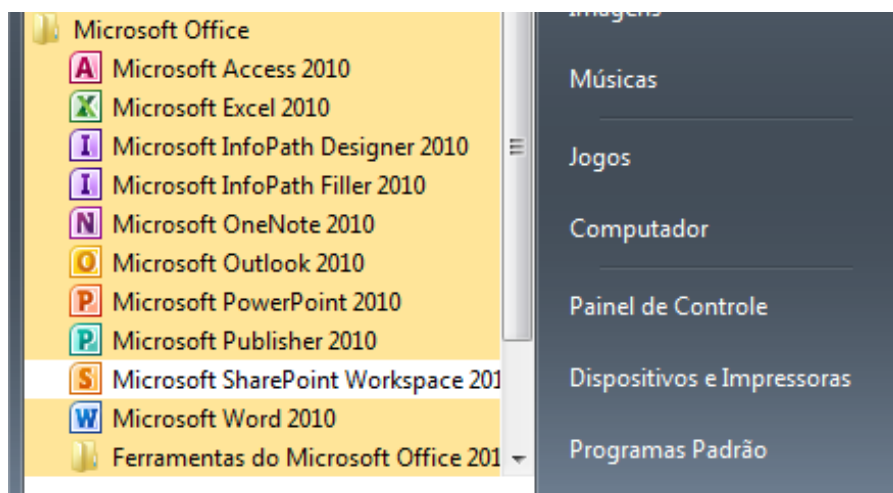 Microsoft Office
Microsoft Access 2010
Microsoft Excel 2010
Microsoft InfoPath Designer 2010
Microsoft InfoPath Filler 2010
Microsoft OneNote 2010
Microsoft Outlook 2010
Microsoft PowerPoint 2010
Microsoft Publisher 2010
Microsoft SharePoint Workspace 201
Microsoft Word 2010
Ferramentas do Microsoft Office 201
Imagens
Músicas
Jogos
Computador
Painel de Controle
Dispositivos e Impressoras
Programas Padrão